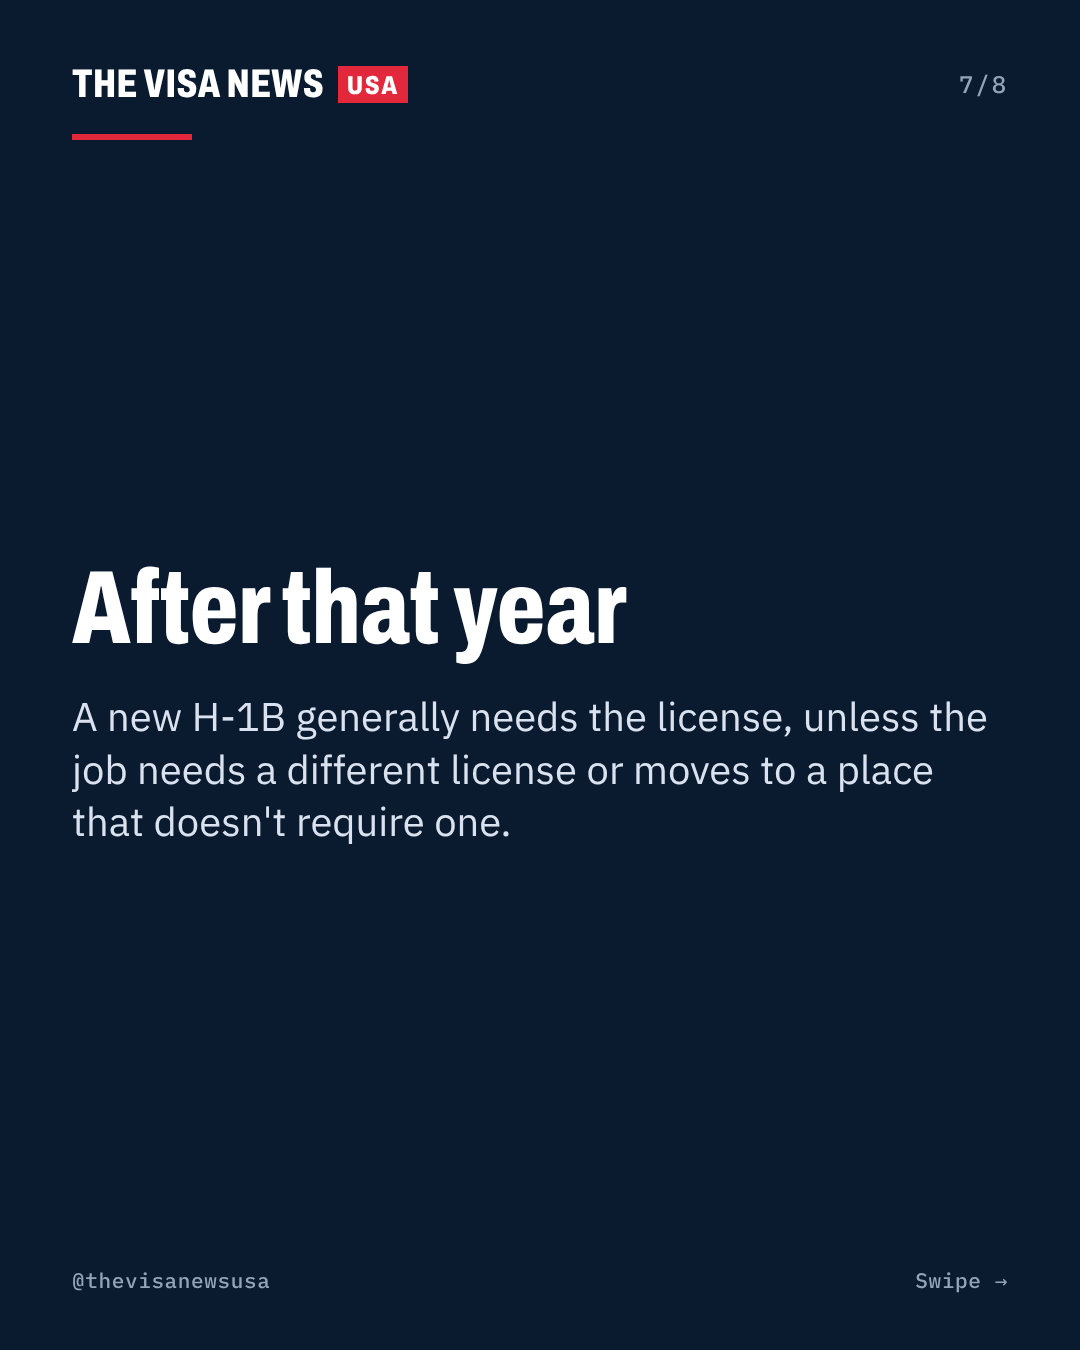 THE VISA NEWS USA
7/8
After that year
A new H-1B generally needs the license, unless the
job needs a different license or moves to a place
that doesn't require one.
@thevisanewsusa
Swipe →